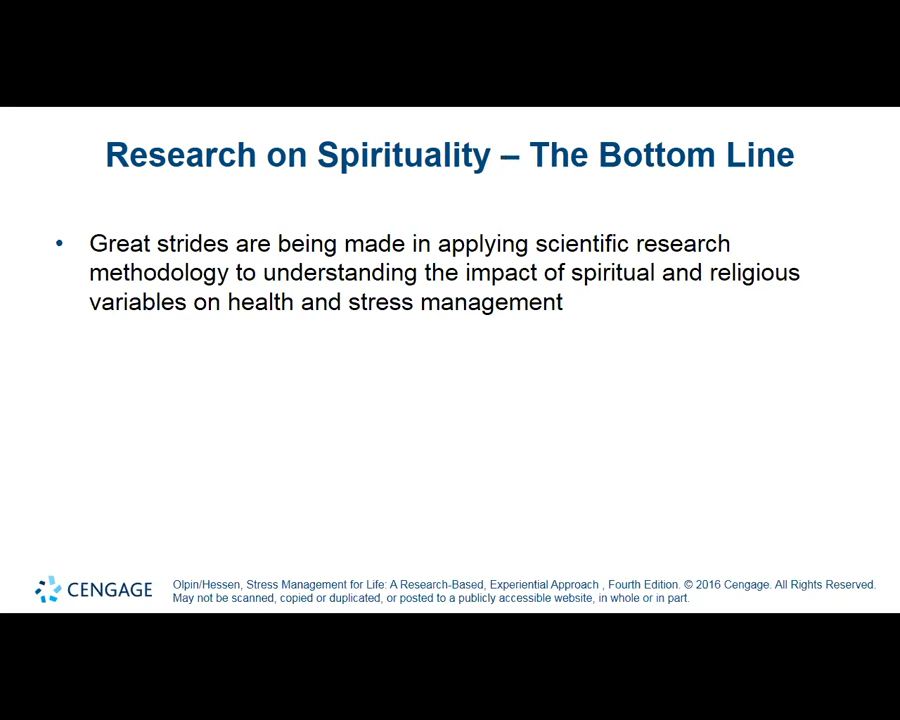 Research on Spirituality – The Bottom Line
• Great strides are being made in applying scientific research
methodology to understanding the impact of spiritual and religious
variables on health and stress management
CENGAGE
Olpin/Hessen, Stress Management for Life: A Research-Based, Experiential Approach , Fourth Edition. © 2016 Cengage. All Rights Reserved.
May not be scanned, copied or duplicated, or posted to a publicly accessible website, in whole or in part.